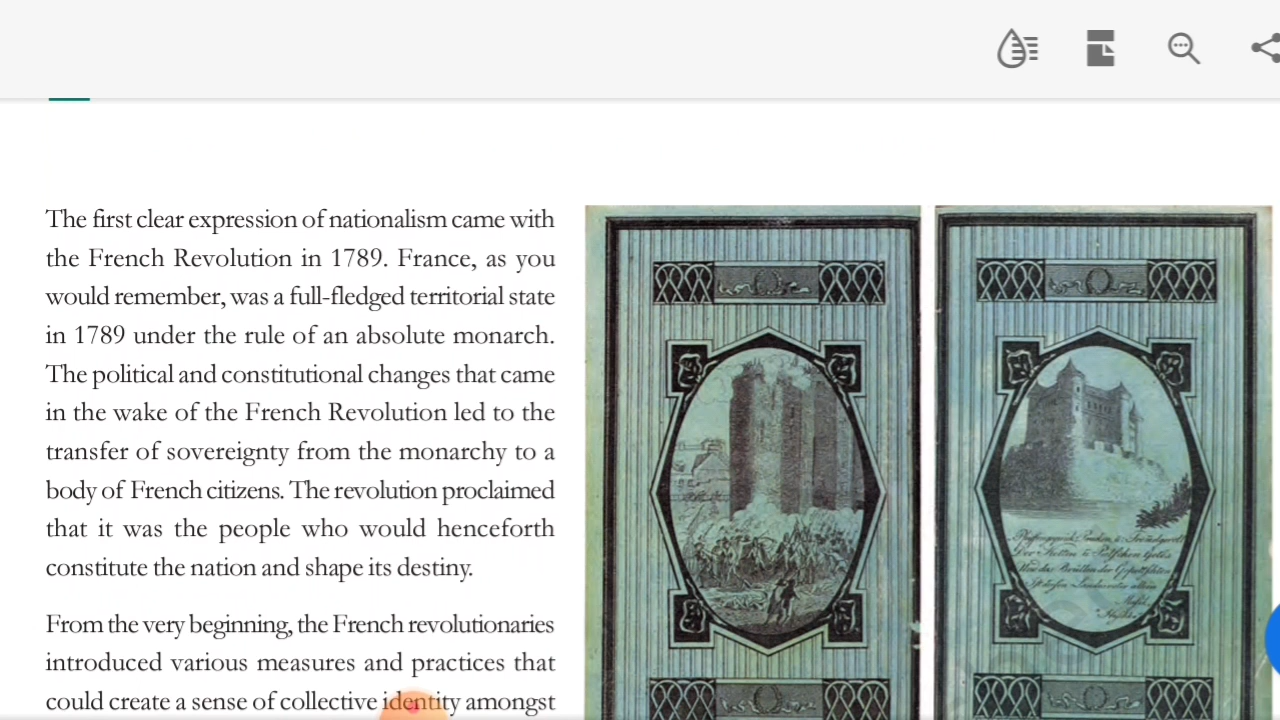 The first clear expression of nationalism came with
the French Revolution in 1789. France, as you
would remember, was a full-fledged territorial state
in 1789 under the rule of an absolute monarch.
The political and constitutional changes that came
in the wake of the French Revolution led to the
transfer of sovereignty from the monarchy to a
body of French citizens. The revolution proclaimed
that it was the people who would henceforth
constitute the nation and shape its destiny.
From the very beginning, the French revolutionaries
introduced various measures and practices that
could create a sense of collective identity amongst